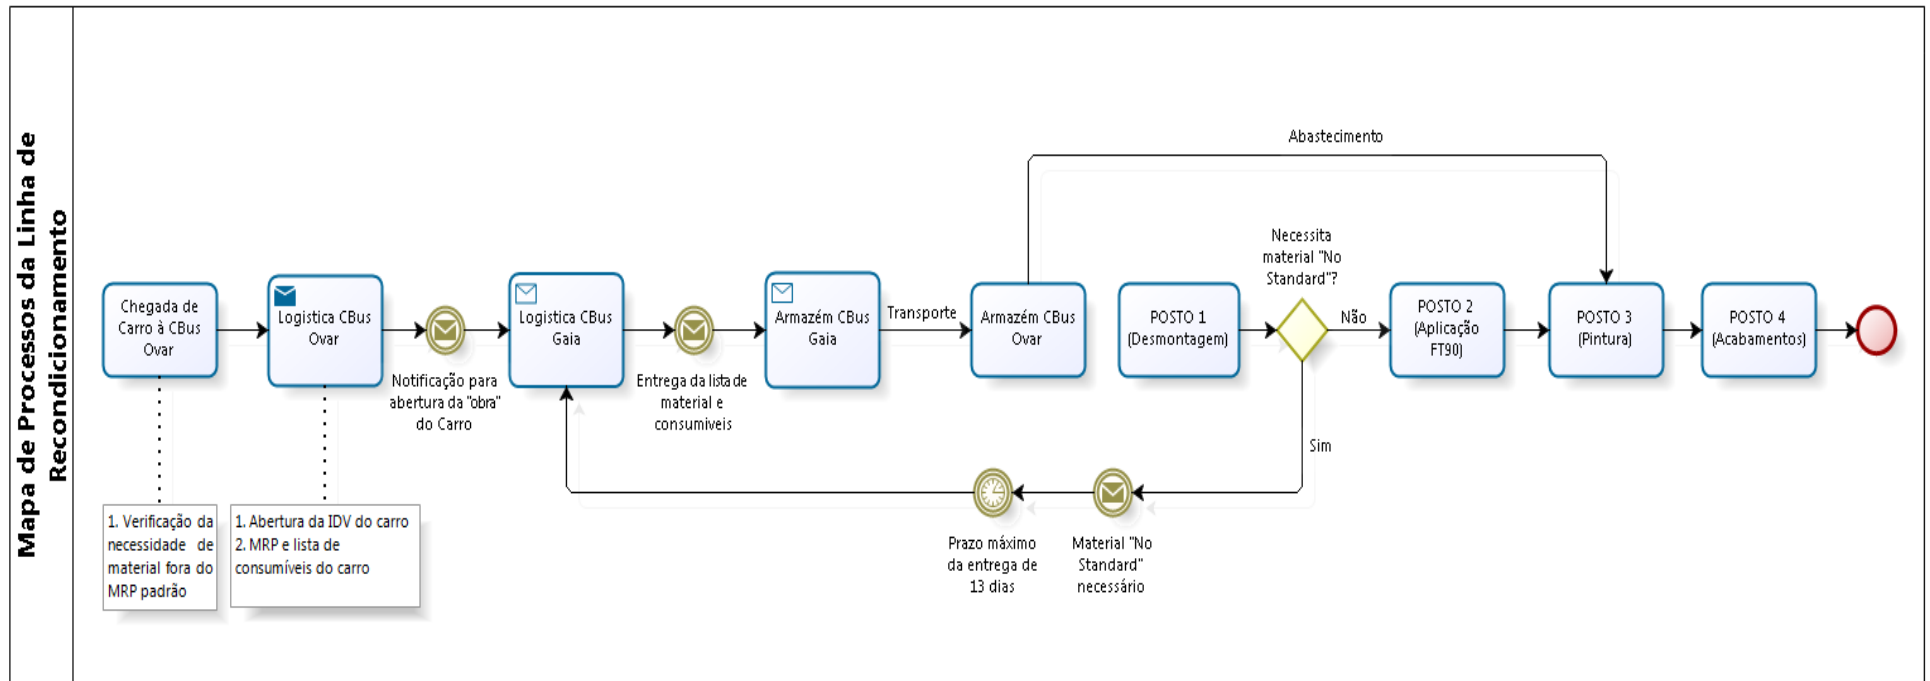 Mapa de Processos da Linha de
Recondicionamento
Chegada de
Carro à CBus
Ovar
1. Verificação da
necessidade de
material fora do
MRP padrão
Logistica CBus
Ovar
1. Abertura da IDV do carro
2. MRP e lista de
consumíveis do carro
Notificação para
abertura da "obra"
do Carro
Logistica CBus
Gaia
Entrega da lista de
material e
consumiveis
Armazém CBus
Gaia
Transporte
Armazém CBus
Ovar
Abastecimento
POSTO 1
(Desmontagem)
Necessita
material "No
Standard"?
Não
Sim
Material "No
Standard"
necessário
Prazo máximo
da entrega de
13 dias
POSTO 2
(Aplicação
FT90)
POSTO 3
(Pintura)
POSTO 4
(Acabamentos)